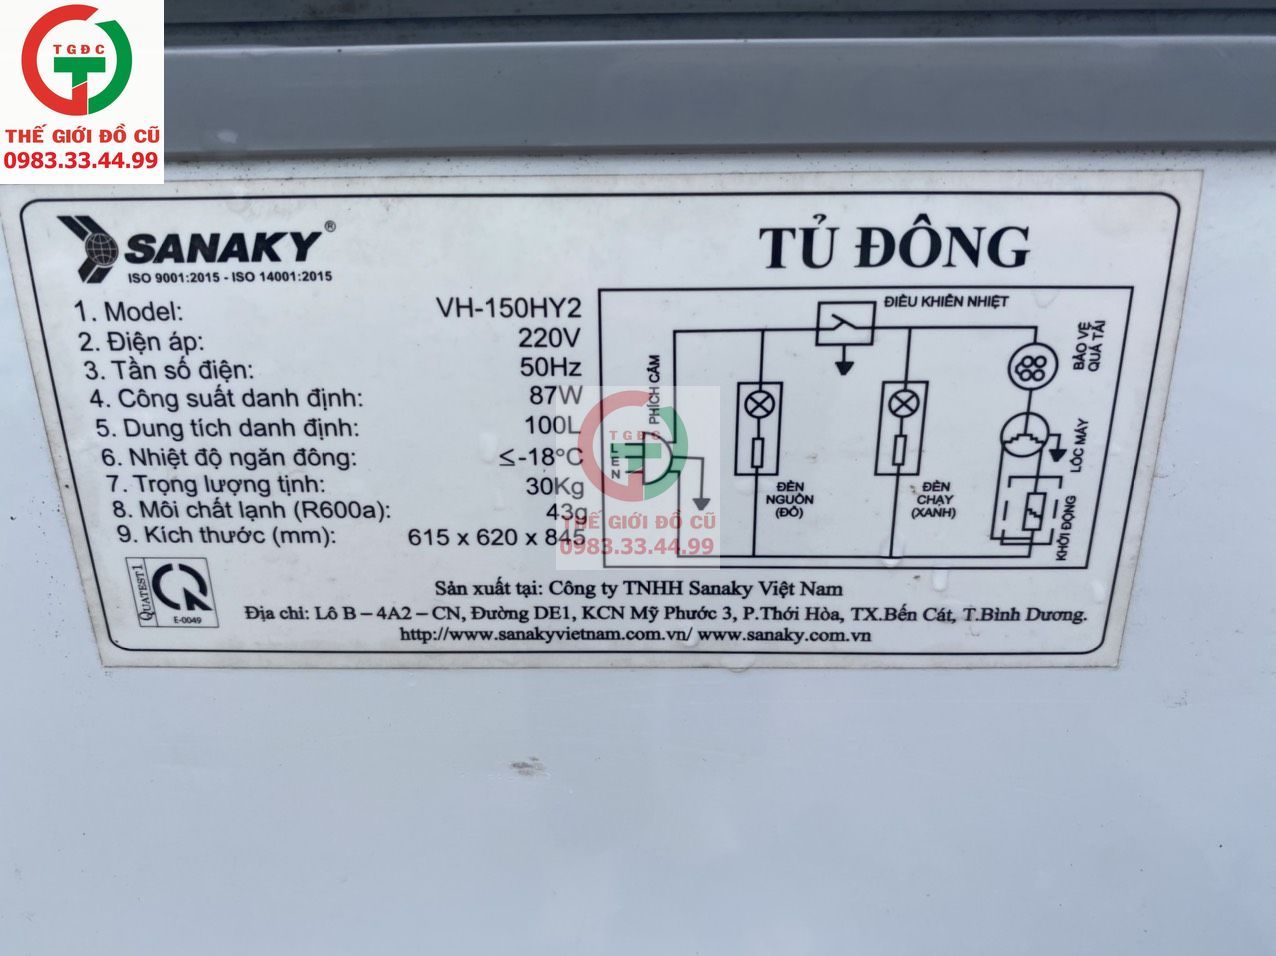 TGĐC
THẾ GIỚI ĐỒ CŨ
0983.33.44.99
SANAKY®
ISO 9001:2015 - ISO 14001:2015
TỦ ĐÔNG
1. Model: VH-150HY2
2. Điện áp: 220V
3. Tần số điện: 50Hz
4. Công suất danh định: 87W
5. Dung tích danh định: 100L
6. Nhiệt độ ngăn đông: ≤-18°C
7. Trọng lượng tịnh: 30Kg
8. Môi chất lạnh (R600a): 43g
9. Kích thước (mm): 615 x 620 x 845
ĐIỀU KHIỂN NHIỆT
PHÍCH CẮM
L
E
N
ĐÈN
NGUỒN
(ĐỎ)
ĐÈN
CHẠY
(XANH)
BẢO VỆ
QUÁ TẢI
LỐC MÁY
KHỞI ĐỘNG
TGĐC
THẾ GIỚI ĐỒ CŨ
0983.33.44.99
QUATEST1
E-0049
Sản xuất tại: Công ty TNHH Sanaky Việt Nam
Địa chỉ: Lô B – 4A2 – CN, Đường DE1, KCN Mỹ Phước 3, P.Thới Hòa, TX.Bến Cát, T.Bình Dương.
http://www.sanakyvietnam.com.vn/ www.sanaky.com.vn